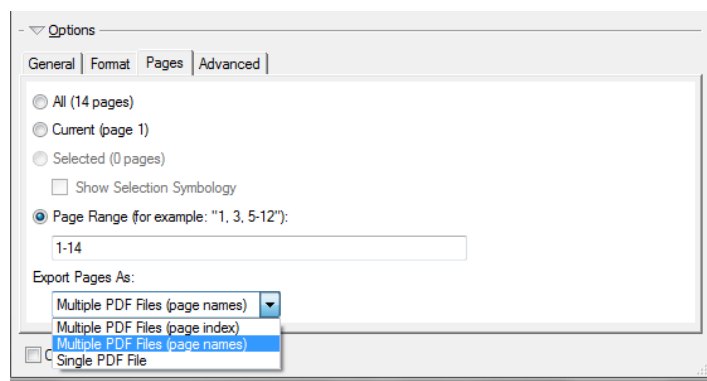 Options
General Format Pages Advanced
All (14 pages)
Current (page 1)
Selected (0 pages)
Show Selection Symbology
Page Range (for example: "1, 3, 5-12"):
1-14
Export Pages As:
Multiple PDF Files (page names)
Multiple PDF Files (page index)
Multiple PDF Files (page names)
Single PDF File